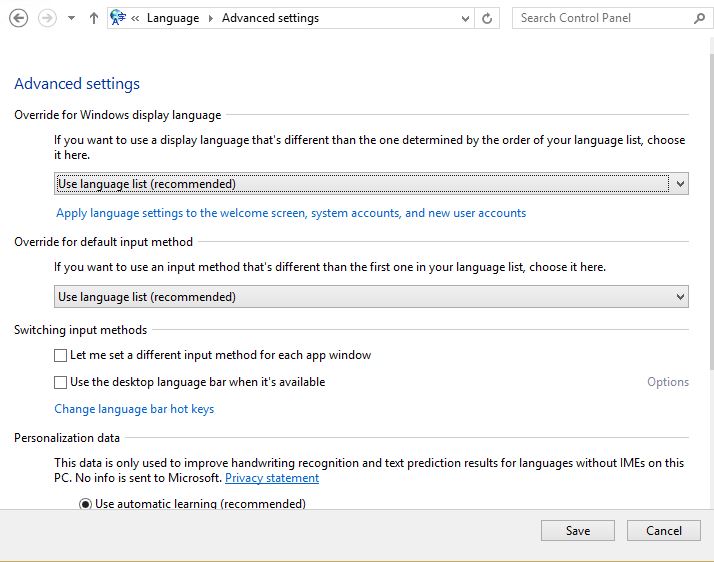 « Language Advanced settings Search Control Panel
Advanced settings
Override for Windows display language
If you want to use a display language that's different than the one determined by the order of your language list, choose
it here.
Use language list (recommended)
Apply language settings to the welcome screen, system accounts, and new user accounts
Override for default input method
If you want to use an input method that's different than the first one in your language list, choose it here.
Use language list (recommended)
Switching input methods
Let me set a different input method for each app window
Use the desktop language bar when it's available Options
Change language bar hot keys
Personalization data
This data is only used to improve handwriting recognition and text prediction results for languages without IMEs on this
PC. No info is sent to Microsoft. Privacy statement
Use automatic learning (recommended)
Save Cancel